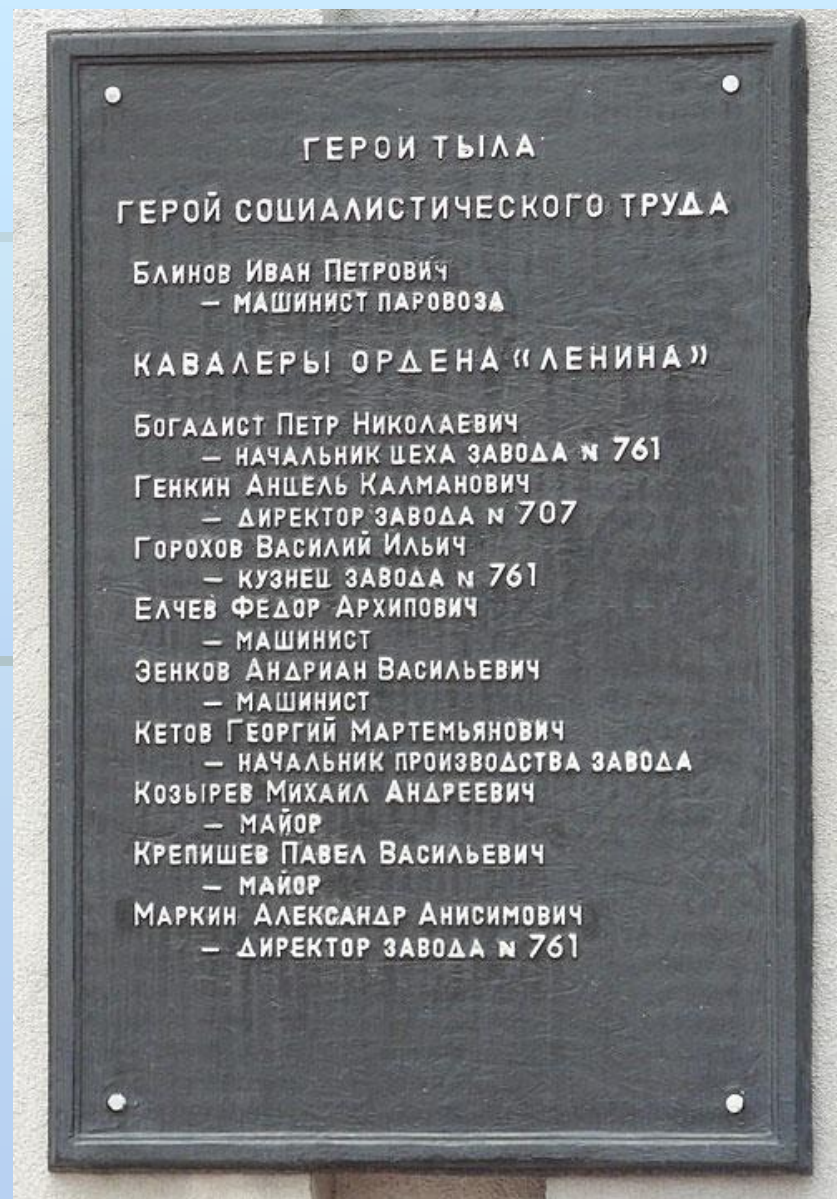 ГЕРОИ ТЫЛА
ГЕРОЙ СОЦИАЛИСТИЧЕСКОГО ТРУДА
БЛИНОВ ИВАН ПЕТРОВИЧ
– МАШИНИСТ ПАРОВОЗА
КАВАЛЕРЫ ОРДЕНА "ЛЕНИНА"
БОГАДИСТ ПЕТР НИКОЛАЕВИЧ
– НАЧАЛЬНИК ЦЕХА ЗАВОДА N 761
ГЕНКИН АНЦЕЛЬ КАЛМАНОВИЧ
– ДИРЕКТОР ЗАВОДА N 707
ГОРОХОВ ВАСИЛИЙ ИЛЬИЧ
– КУЗНЕЦ ЗАВОДА N 761
ЕЛЧЕВ ФЕДОР АРХИПОВИЧ
– МАШИНИСТ
ЗЕНКОВ АНДРИАН ВАСИЛЬЕВИЧ
– МАШИНИСТ
КЕТОВ ГЕОРГИЙ МАРТЕМЬЯНОВИЧ
– НАЧАЛЬНИК ПРОИЗВОДСТВА ЗАВОДА
КОЗЫРЕВ МИХАИЛ АНДРЕЕВИЧ
– МАЙОР
КРЕПИШЕВ ПАВЕЛ ВАСИЛЬЕВИЧ
– МАЙОР
МАРКИН АЛЕКСАНДР АНИСИМОВИЧ
– ДИРЕКТОР ЗАВОДА N 761